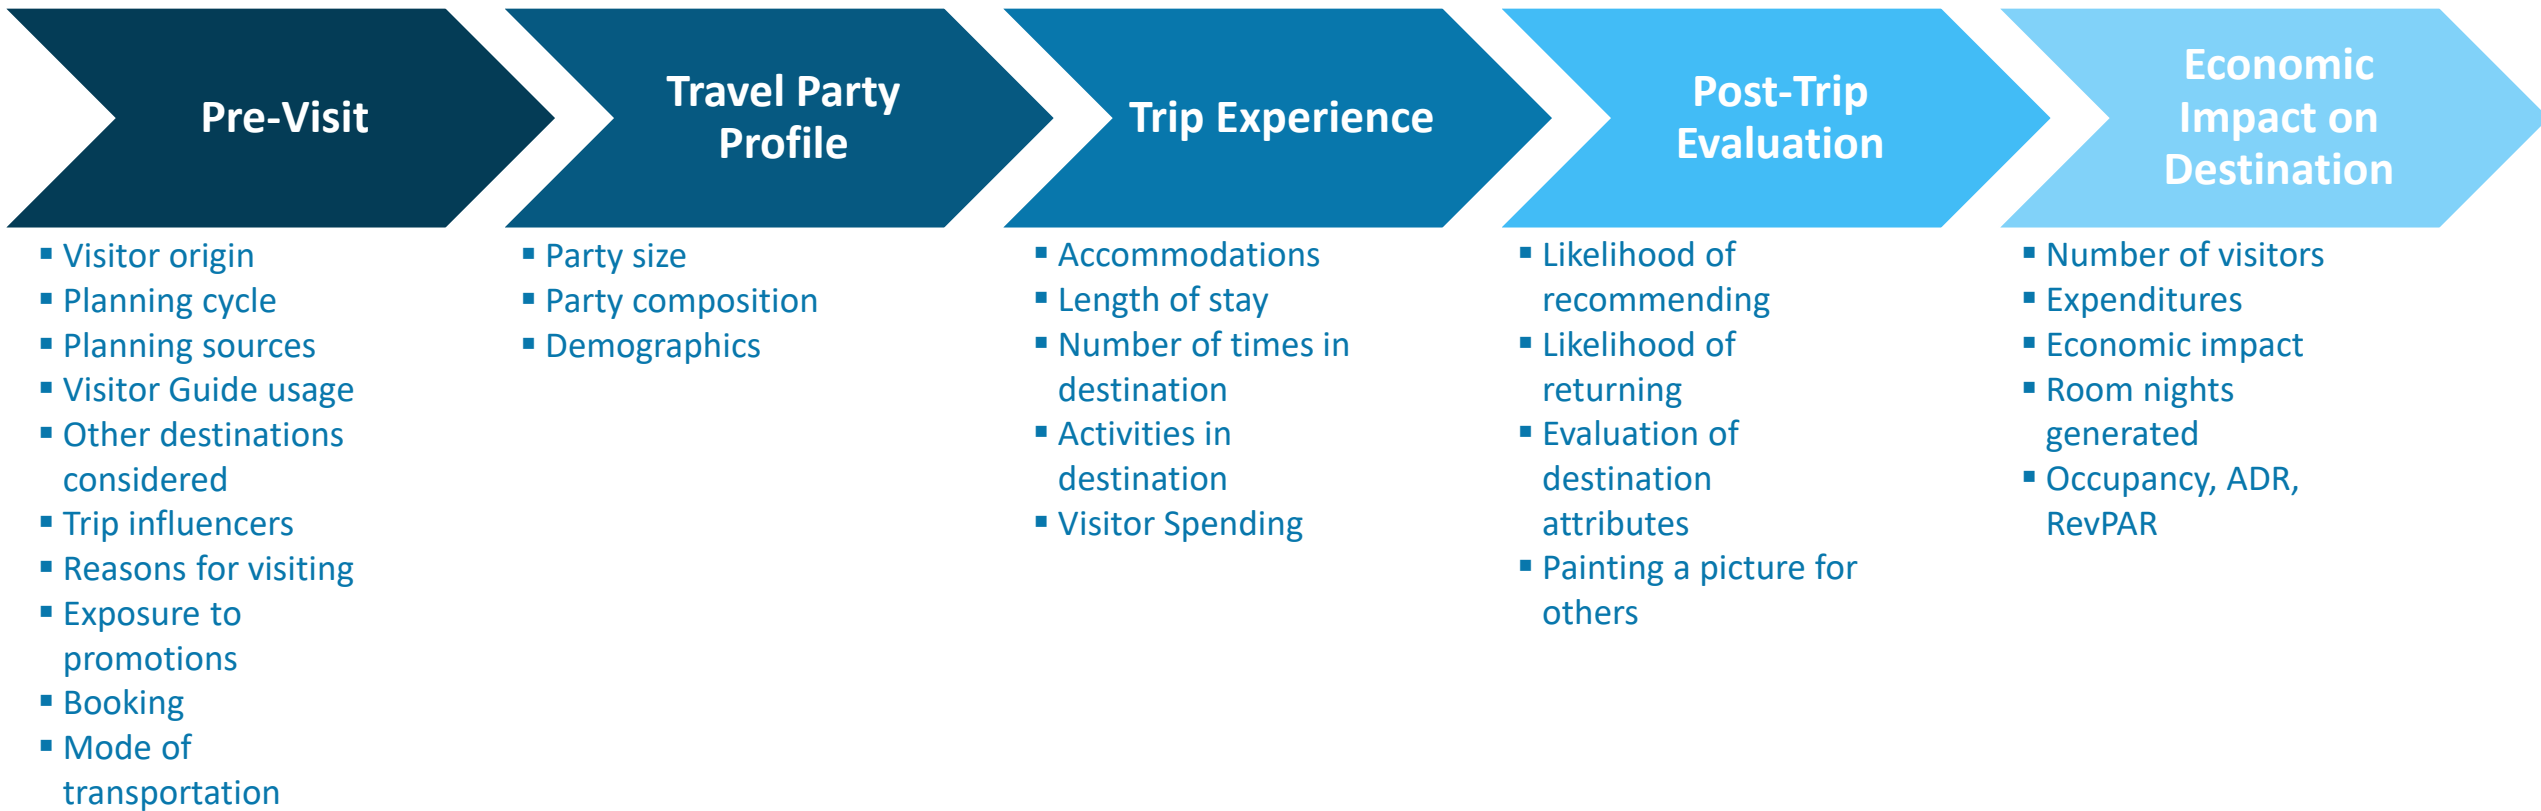 Pre-Visit
Travel Party
Profile
Trip Experience
Post-Trip
Evaluation
Economic
Impact on
Destination
▪ Visitor origin
▪ Planning cycle
▪ Planning sources
▪ Visitor Guide usage
▪ Other destinations
considered
▪ Trip influencers
▪ Reasons for visiting
▪ Exposure to
promotions
▪ Booking
▪ Mode of
transportation
▪ Party size
▪ Party composition
▪ Demographics
▪ Accommodations
▪ Length of stay
▪ Number of times in
destination
▪ Activities in
destination
▪ Visitor Spending
▪ Likelihood of
recommending
▪ Likelihood of
returning
▪ Evaluation of
destination
attributes
▪ Painting a picture for
others
▪ Number of visitors
▪ Expenditures
▪ Economic impact
▪ Room nights
generated
▪ Occupancy, ADR,
RevPAR